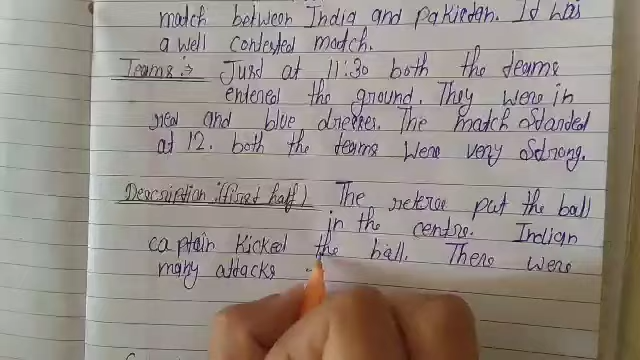 match between India and Pakistan. It was
a well contested match.
Teams :- Just at 11:30 both the teams
entered the ground. They were in
red and blue dresses. The match started
at 12. both the teams were very strong.
Description :(first half) The referee put the ball
in the centre. Indian
captain kicked the ball. There were
many attacks